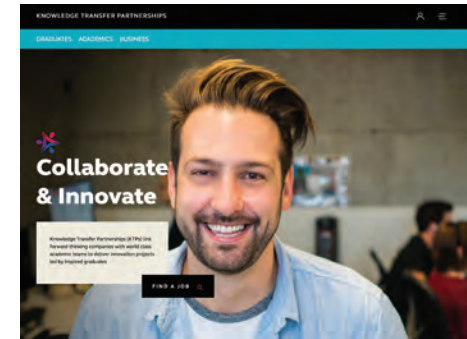 KNOWLEDGE TRANSFER PARTNERSHIPS
GRADUATES ACADEMICS BUSINESS
Collaborate
& Innovate
Knowledge Transfer Partnerships (KTPs) link
forward thinking companies with world class
academic teams to deliver innovation projects
led by inspired graduates
FIND A JOB